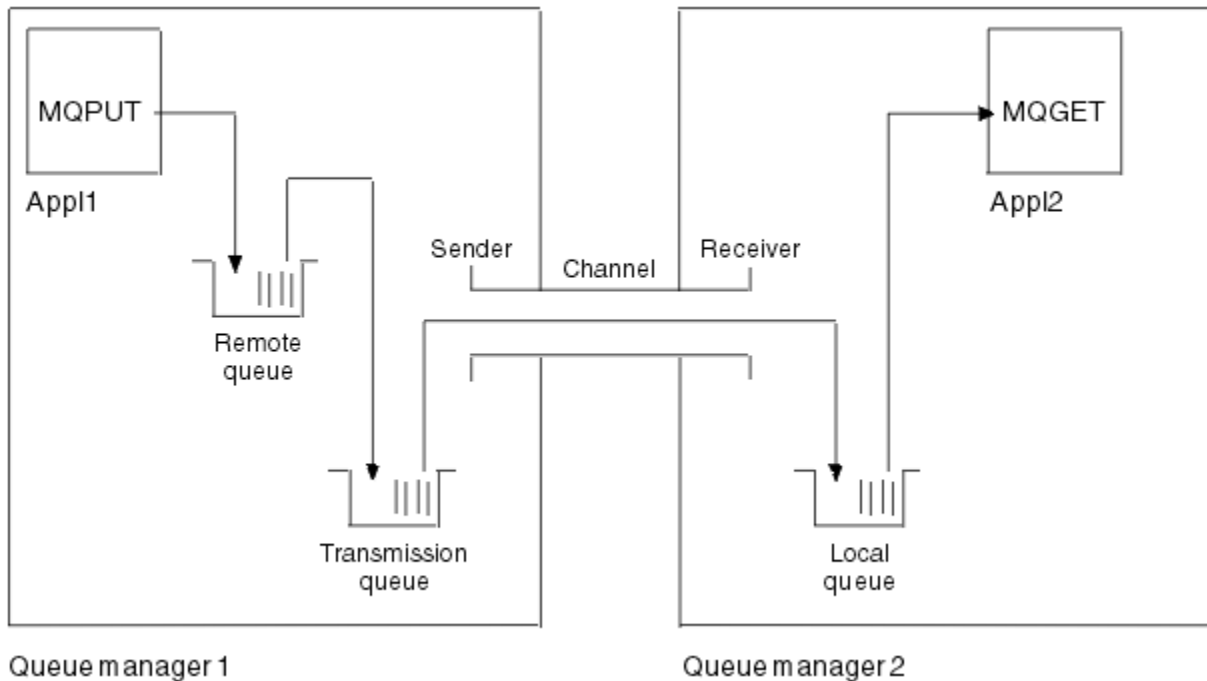 MQPUT
MQGET
Appl1
Appl2
Sender
Channel
Receiver
Remote
queue
Transmission
queue
Local
queue
Queue manager 1
Queue manager 2